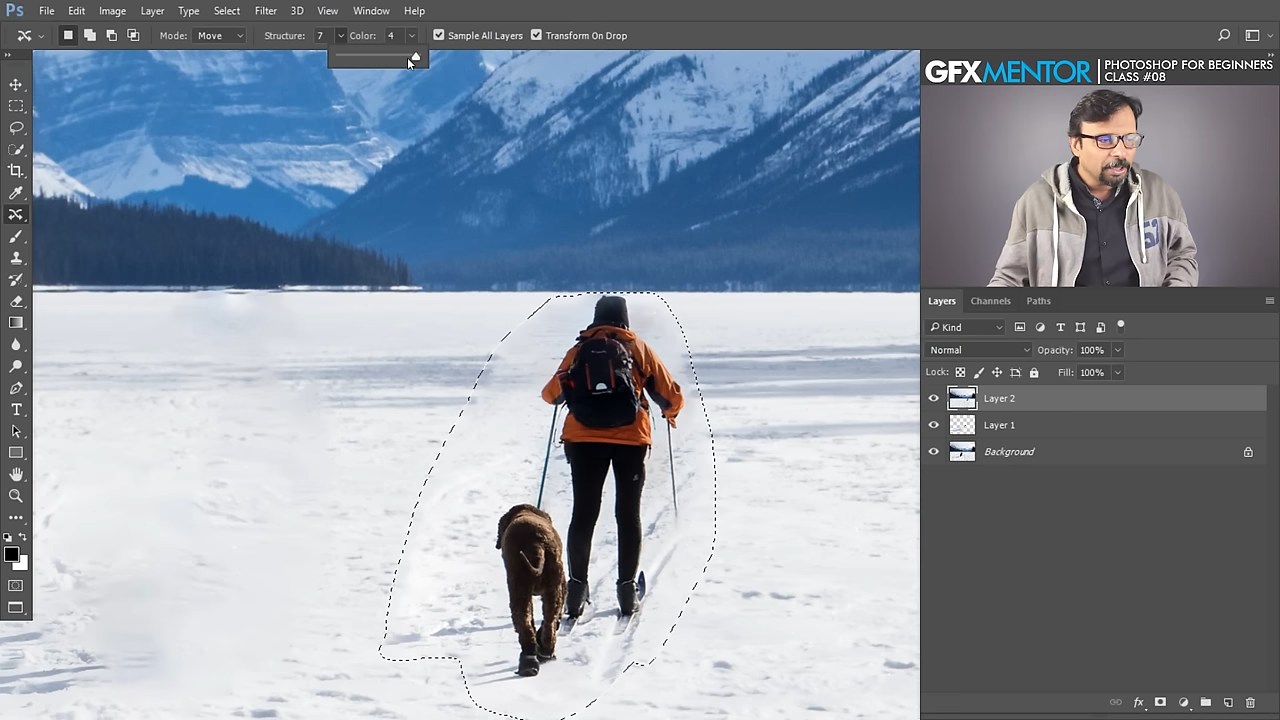 Ps File Edit Image Layer Type Select Filter 3D View Window Help
Mode: Move Structure: 7 Color: 4 Sample All Layers Transform On Drop
GFXMENTOR PHOTOSHOP FOR BEGINNERS
CLASS #08
Layers Channels Paths
Kind
Normal Opacity: 100%
Lock: Fill: 100%
Layer 2
Layer 1
Background
fx